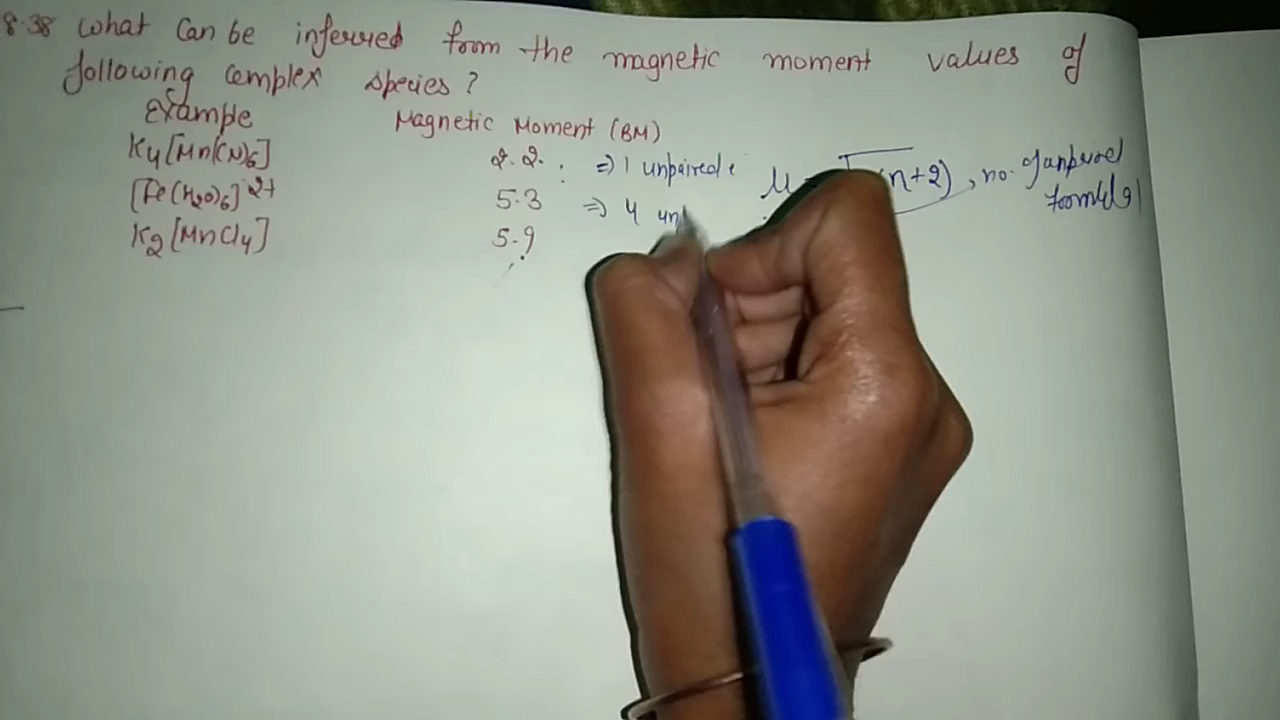 8.38 What Can be inferred from the magnetic moment values of
following Complex species ?
Example Magnetic Moment (BM)
K4[Mn(CN)6] 2.2. : => 1 unpaired e
[Fe(H2O)6]2+ 5.3 => 4 un
K2[MnCl4] 5.9
μ (n+2) , no. of unpaired